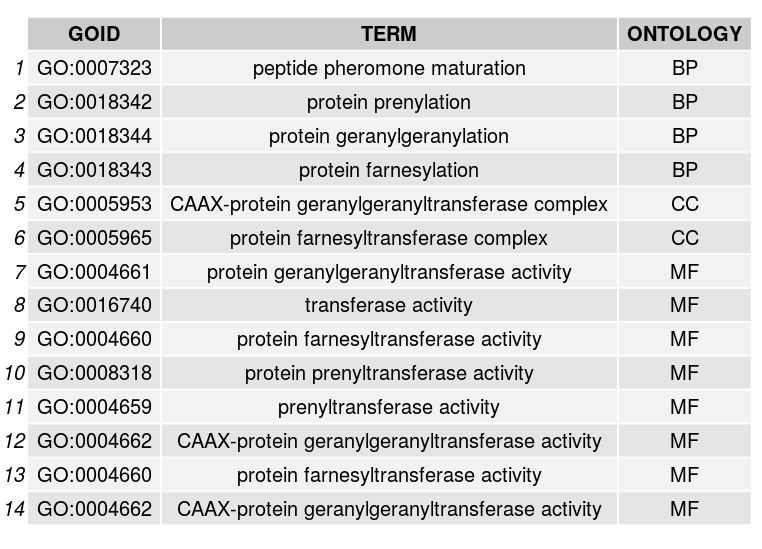 GOID TERM ONTOLOGY
1 GO:0007323 peptide pheromone maturation BP
2 GO:0018342 protein prenylation BP
3 GO:0018344 protein geranylgeranylation BP
4 GO:0018343 protein farnesylation BP
5 GO:0005953 CAAX-protein geranylgeranyltransferase complex CC
6 GO:0005965 protein farnesyltransferase complex CC
7 GO:0004661 protein geranylgeranyltransferase activity MF
8 GO:0016740 transferase activity MF
9 GO:0004660 protein farnesyltransferase activity MF
10 GO:0008318 protein prenyltransferase activity MF
11 GO:0004659 prenyltransferase activity MF
12 GO:0004662 CAAX-protein geranylgeranyltransferase activity MF
13 GO:0004660 protein farnesyltransferase activity MF
14 GO:0004662 CAAX-protein geranylgeranyltransferase activity MF